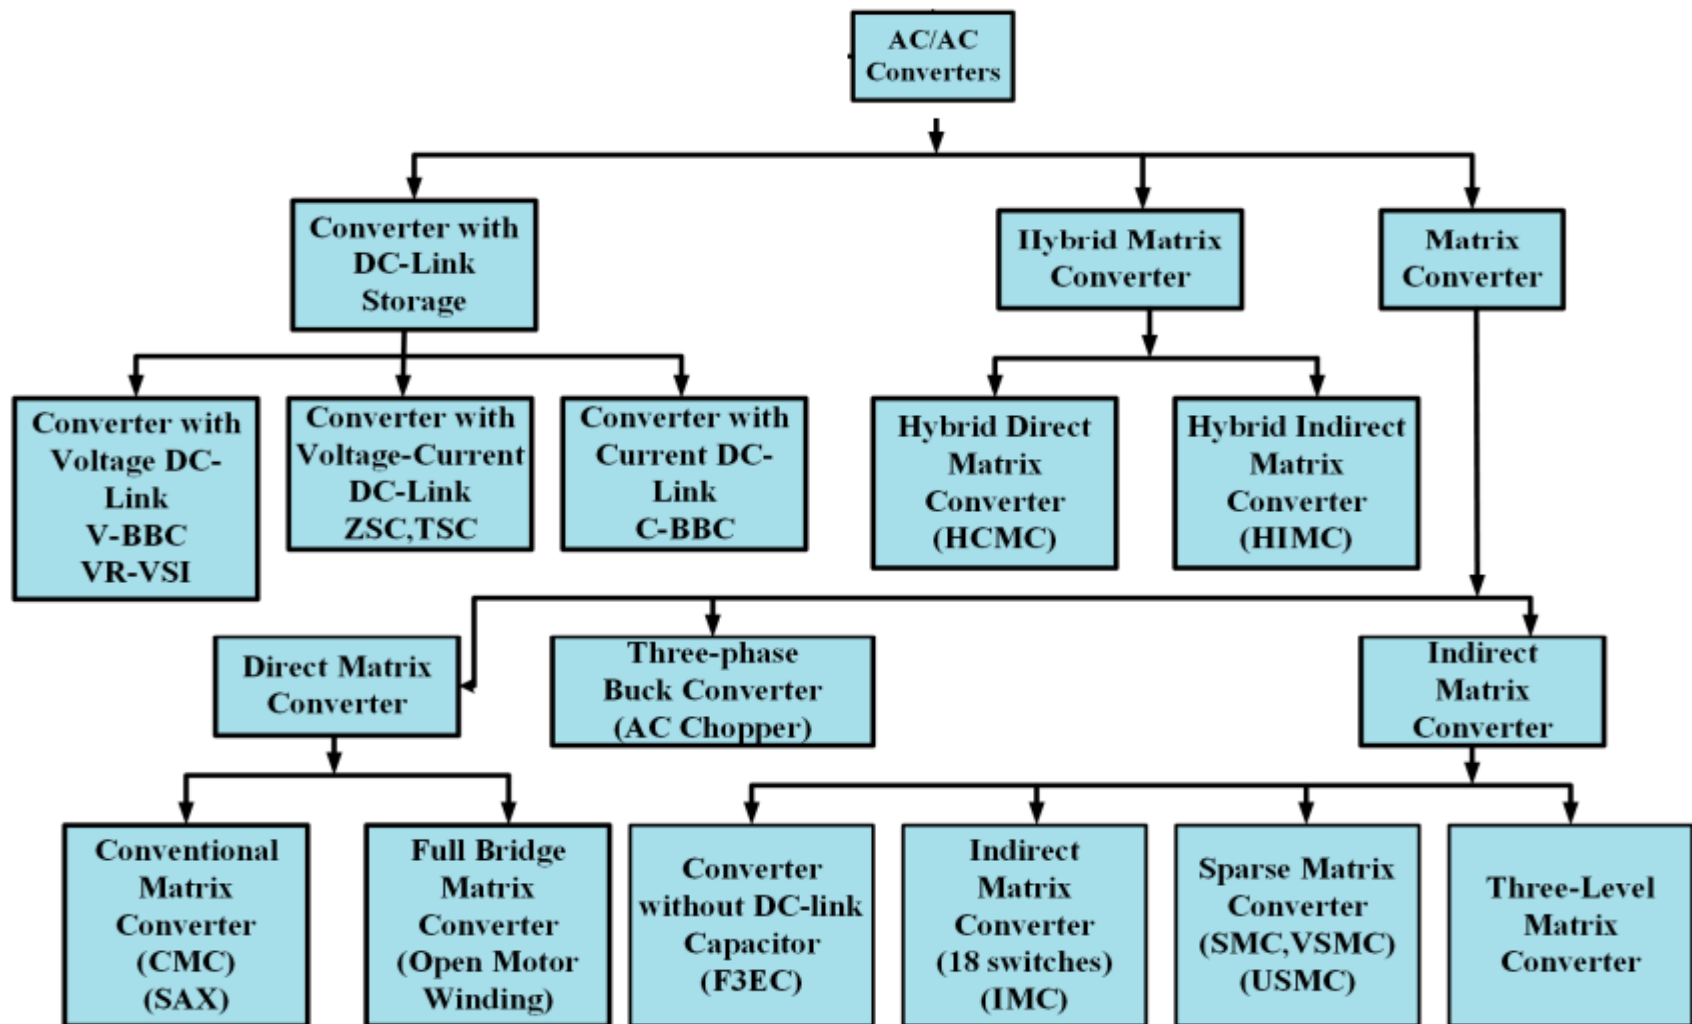 AC/AC
Converters
Converter with
DC-Link
Storage
Hybrid Matrix
Converter
Matrix
Converter
Converter with
Voltage DC-
Link
V-BBC
VR-VSI
Converter with
Voltage-Current
DC-Link
ZSC,TSC
Converter with
Current DC-
Link
C-BBC
Hybrid Direct
Matrix
Converter
(HCMC)
Hybrid Indirect
Matrix
Converter
(HIMC)
Direct Matrix
Converter
Three-phase
Buck Converter
(AC Chopper)
Indirect
Matrix
Converter
Conventional
Matrix
Converter
(CMC)
(SAX)
Full Bridge
Matrix
Converter
(Open Motor
Winding)
Converter
without DC-link
Capacitor
(F3EC)
Indirect
Matrix
Converter
(18 switches)
(IMC)
Sparse Matrix
Converter
(SMC,VSMC)
(USMC)
Three-Level
Matrix
Converter